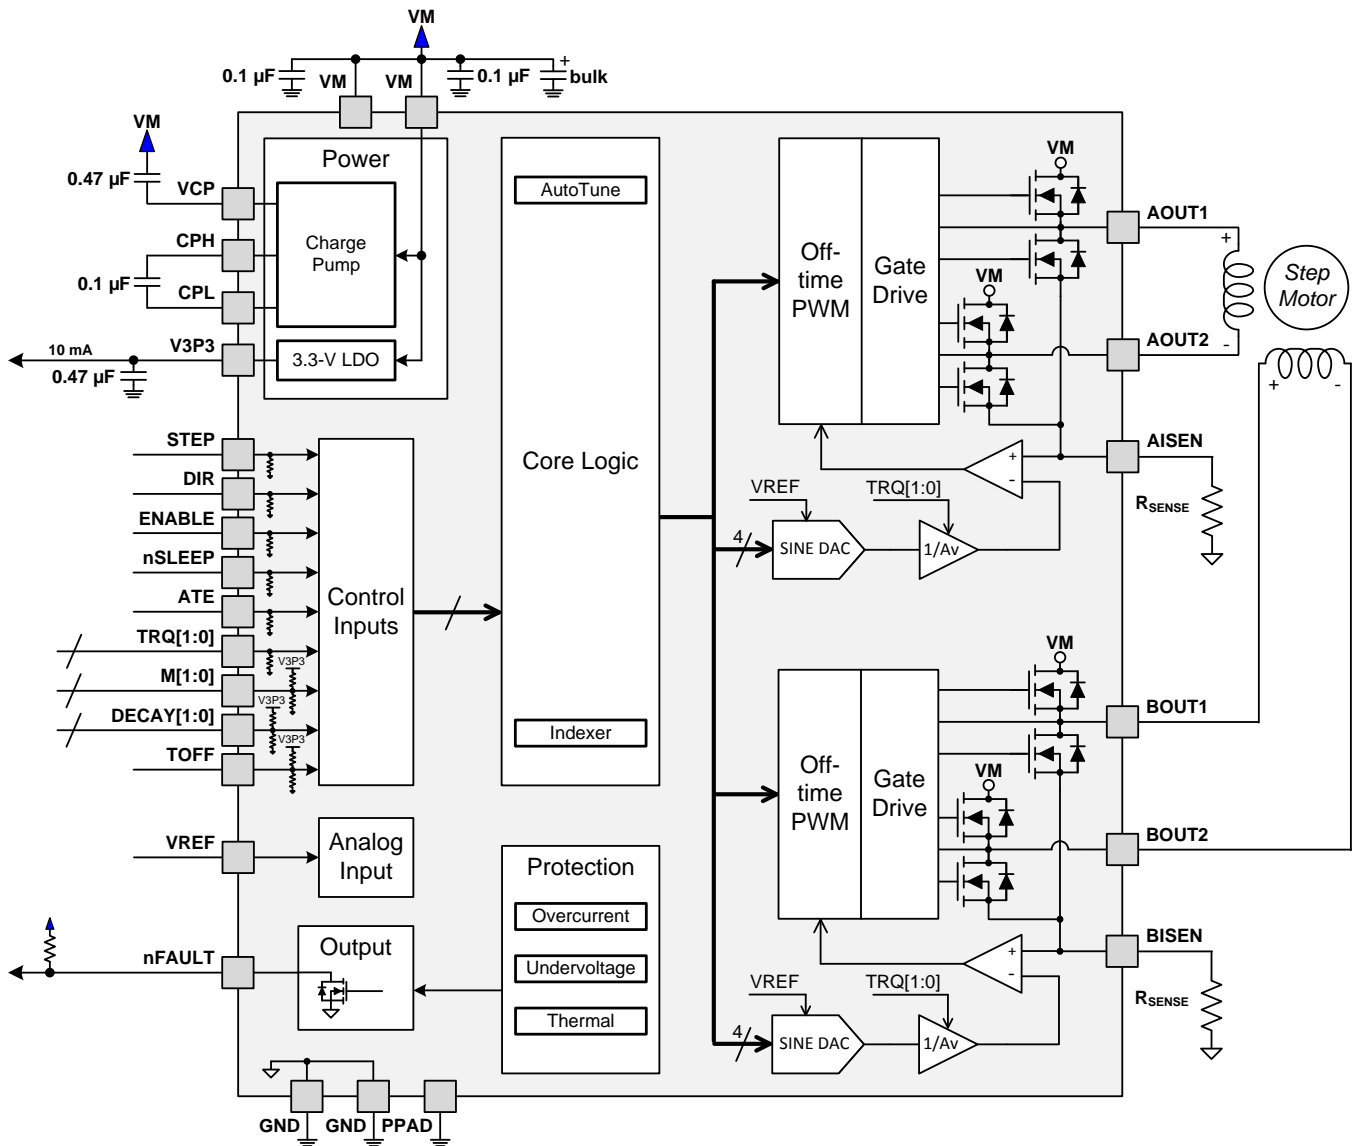 VM
0.1 µF
VM
VM
0.1 µF
+
bulk
VM
0.47 µF
VCP
CPH
0.1 µF
CPL
10 mA
V3P3
0.47 µF
Power
Charge
Pump
3.3-V LDO
STEP
DIR
ENABLE
nSLEEP
ATE
TRQ[1:0]
M[1:0]
DECAY[1:0]
TOFF
V3P3
V3P3
V3P3
Control
Inputs
VREF
Analog
Input
nFAULT
Output
GND
GND
PPAD
AutoTune
Core Logic
Indexer
Protection
Overcurrent
Undervoltage
Thermal
Off-
time
PWM
Gate
Drive
VM
VM
AOUT1
+
Step
Motor
AOUT2
-
+
-
AISEN
RSENSE
+
-
VREF
TRQ[1:0]
4
SINE DAC
1/Av
Off-
time
PWM
Gate
Drive
VM
VM
BOUT1
BOUT2
BISEN
RSENSE
+
-
VREF
TRQ[1:0]
4
SINE DAC
1/Av